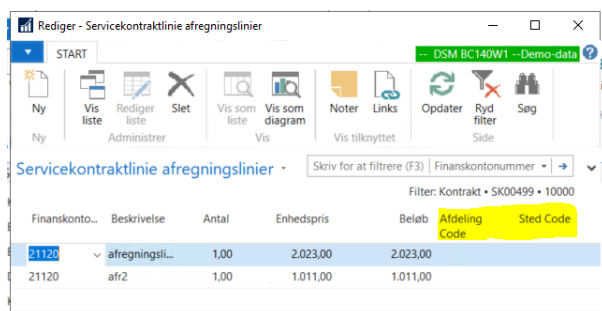 Rediger - Servicekontraktlinie afregningslinier
START
-- DSM BC140W1 --Demo-data
Ny
Vis liste
Rediger liste
Slet
Vis som liste
Vis som diagram
Noter
Links
Opdater
Ryd filter
Søg
Ny
Administrer
Vis
Vis tilknyttet
Side
Servicekontraktlinie afregningslinier
Skriv for at filtrere (F3)
Finanskontonummer
Filter: Kontrakt • SK00499 • 10000
Finanskonto... Beskrivelse Antal Enhedspris Beløb Afdeling Code Sted Code
21120 afregningsli... 1,00 2.023,00 2.023,00
21120 afr2 1,00 1.011,00 1.011,00